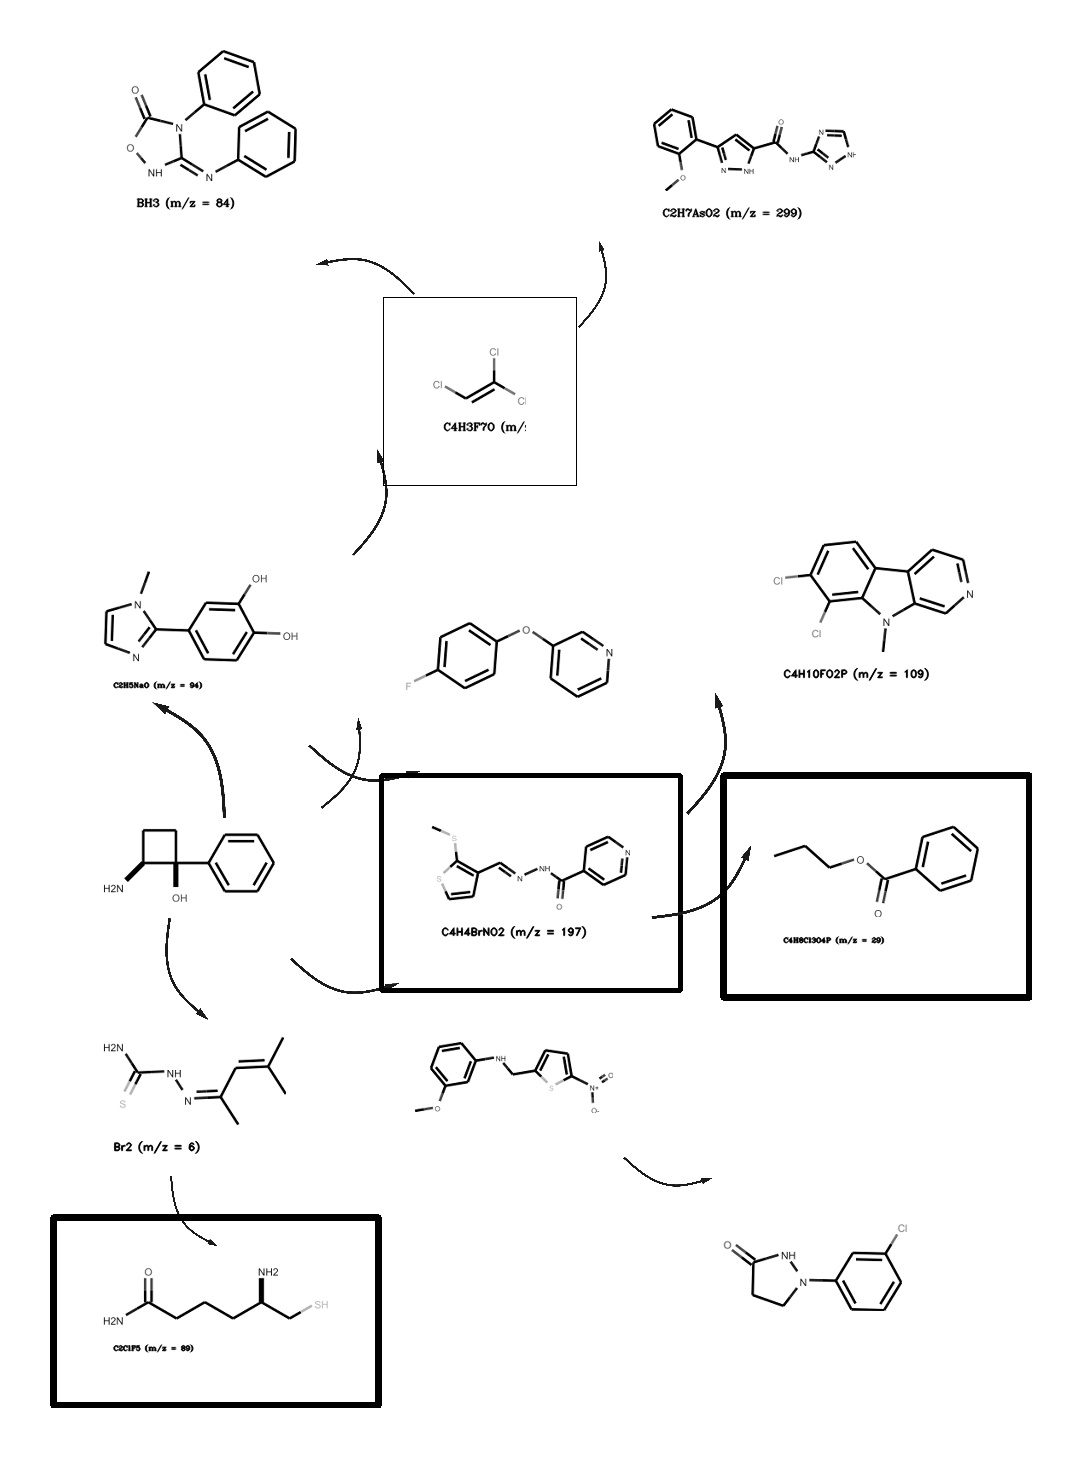 O
O
N
NH
N
BH3 (m/z = 84)
O
O
N
NH
NH
N
N
NH
C2H7AsO2 (m/z = 299)
Cl
Cl
Cl
C4H3F7O (m/
N
N
OH
OH
C2H5NaO (m/z = 94)
O
N
F
Cl
Cl
N
N
C4H10FO2P (m/z = 109)
H2N
OH
S
S
N
NH
O
N
C4H4BrNO2 (m/z = 197)
O
O
C4H8Cl3O4P (m/z = 29)
H2N
S
NH
N
Br2 (m/z = 6)
O
NH
S
N+
O
O-
O
H2N
NH2
SH
C2ClF5 (m/z = 89)
O
NH
N
Cl